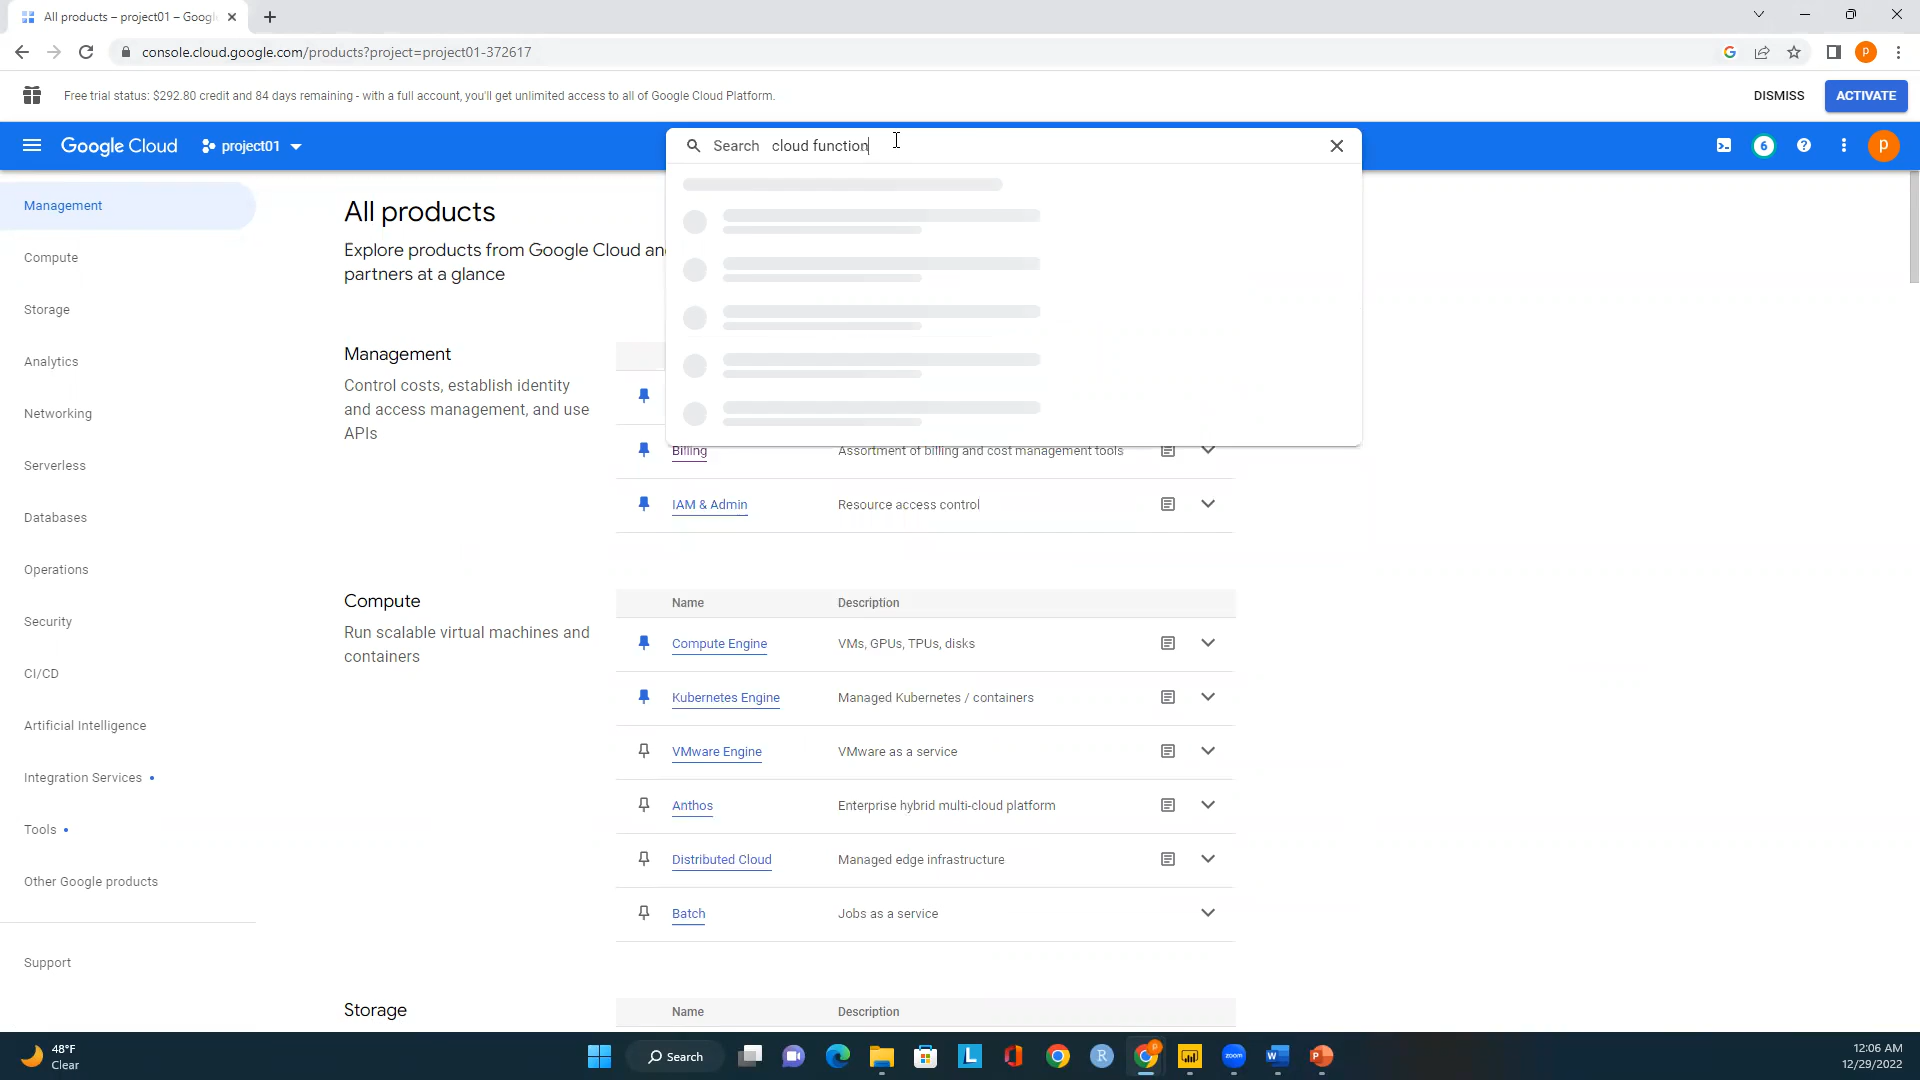 All products – project01 – Googl
console.cloud.google.com/products?project=project01-372617
P
Free trial status: $292.80 credit and 84 days remaining - with a full account, you'll get unlimited access to all of Google Cloud Platform.
DISMISS
ACTIVATE
Google Cloud
project01
Search cloud function
6
P
Management
Compute
Storage
Analytics
Networking
Serverless
Databases
Operations
Security
CI/CD
Artificial Intelligence
Integration Services
Tools
Other Google products
Support
All products
Explore products from Google Cloud an
partners at a glance
Management
Control costs, establish identity
and access management, and use
APIs
Billing Assortment of billing and cost management tools
IAM & Admin Resource access control
Compute
Run scalable virtual machines and
containers
Name Description
Compute Engine VMs, GPUs, TPUs, disks
Kubernetes Engine Managed Kubernetes / containers
VMware Engine VMware as a service
Anthos Enterprise hybrid multi-cloud platform
Distributed Cloud Managed edge infrastructure
Batch Jobs as a service
Storage
Name Description
48°F
Clear
Search
L
R
P
zoom
W
P
12:06 AM
12/29/2022